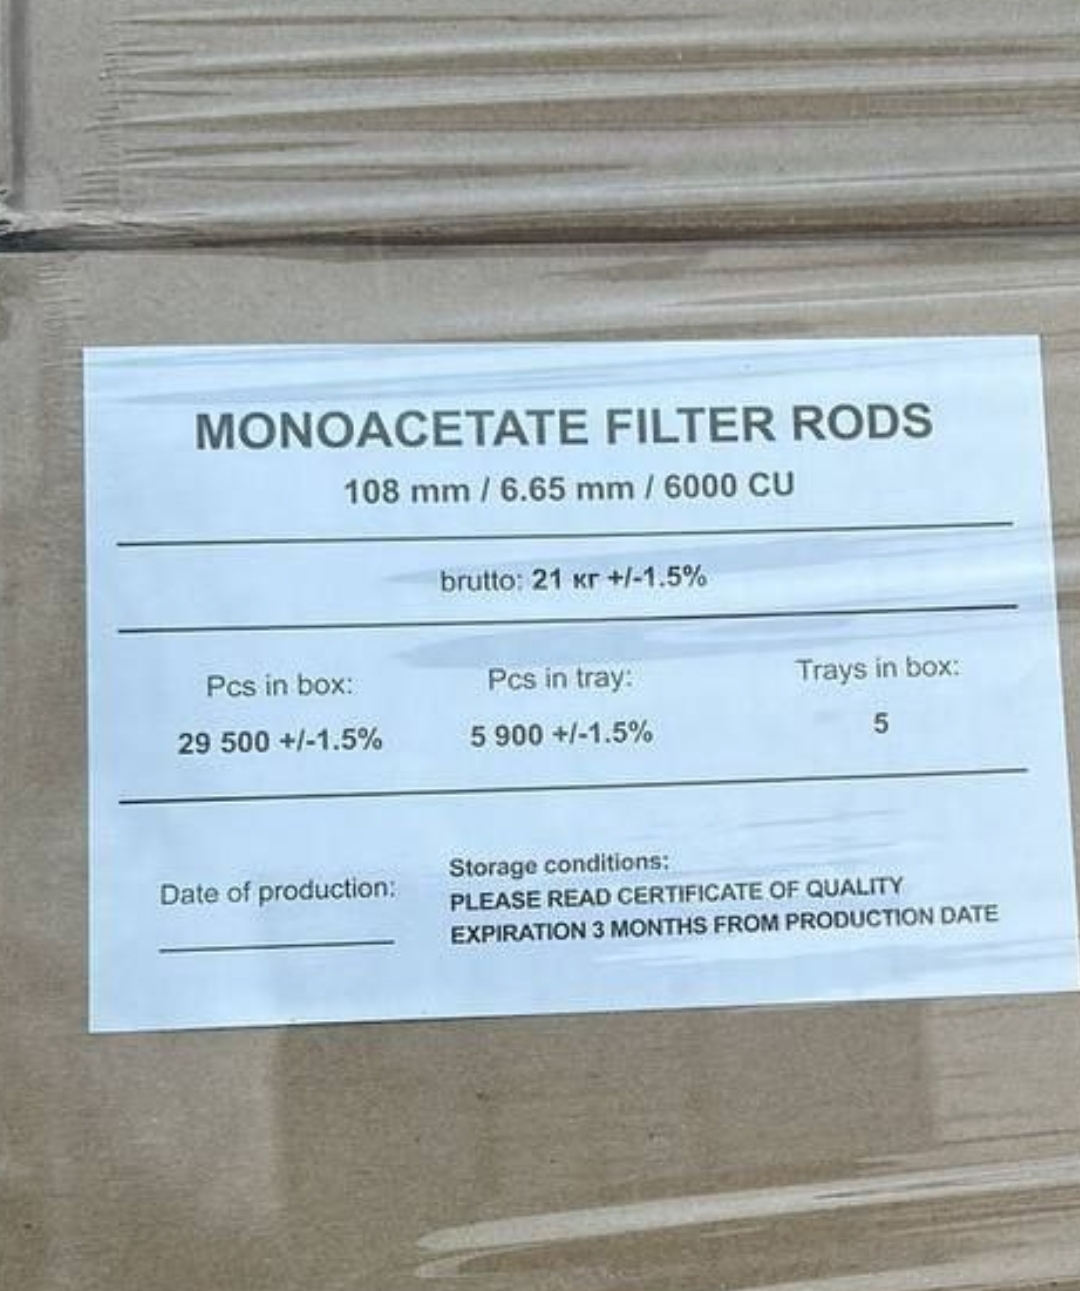 MONOACETATE FILTER RODS
108 mm / 6.65 mm / 6000 CU
brutto: 21 кг +/-1.5%
Pcs in box: Pcs in tray: Trays in box:
29 500 +/-1.5% 5 900 +/-1.5% 5
Storage conditions:
Date of production: PLEASE READ CERTIFICATE OF QUALITY
EXPIRATION 3 MONTHS FROM PRODUCTION DATE